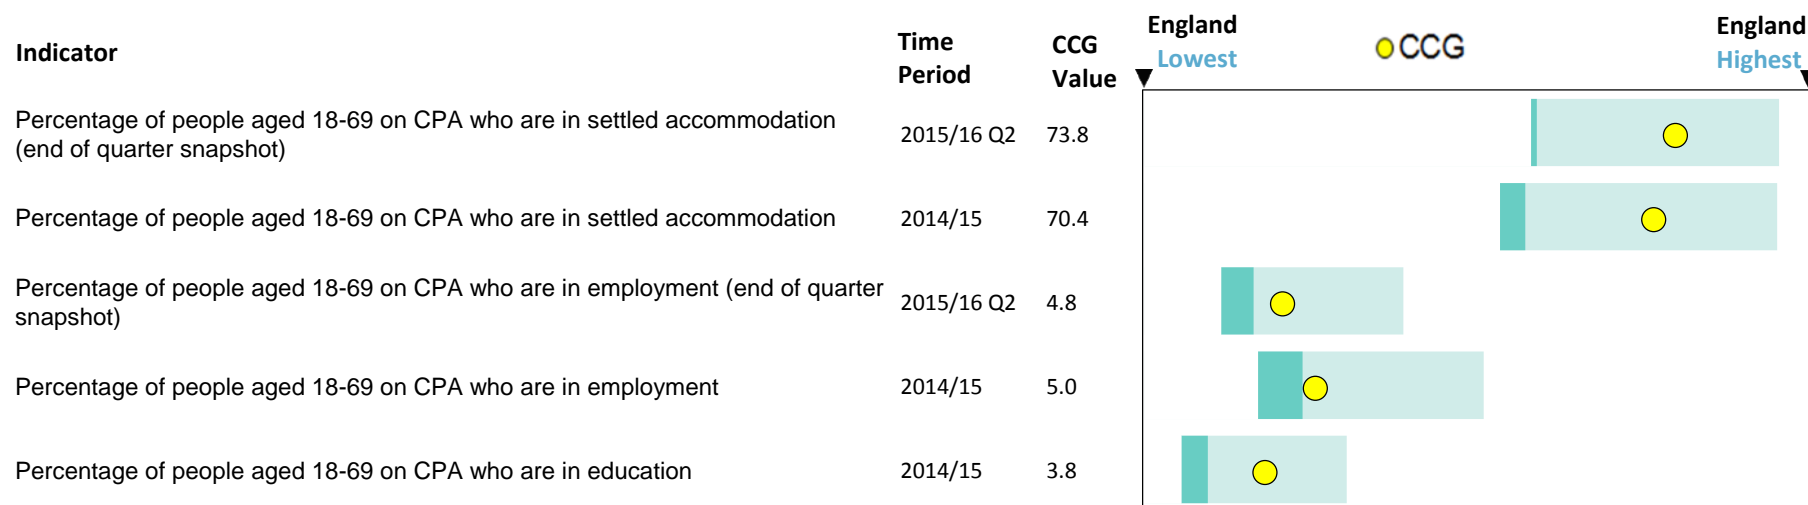 Indicator
Time
Period
CCG
Value
England
Lowest
CCG
England
Highest
Percentage of people aged 18-69 on CPA who are in settled accommodation
(end of quarter snapshot)
2015/16 Q2
73.8
Percentage of people aged 18-69 on CPA who are in settled accommodation
2014/15
70.4
Percentage of people aged 18-69 on CPA who are in employment (end of quarter
snapshot)
2015/16 Q2
4.8
Percentage of people aged 18-69 on CPA who are in employment
2014/15
5.0
Percentage of people aged 18-69 on CPA who are in education
2014/15
3.8